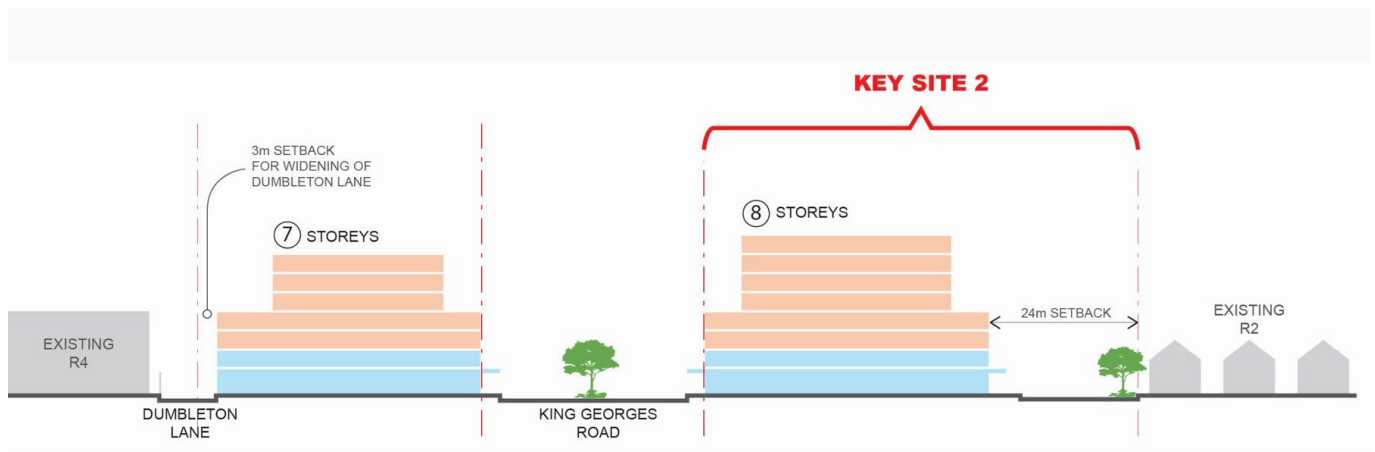 KEY SITE 2
3m SETBACK
FOR WIDENING OF
DUMBLETON LANE
7 STOREYS
8 STOREYS
24m SETBACK
EXISTING
R4
EXISTING
R2
DUMBLETON
LANE
KING GEORGES
ROAD